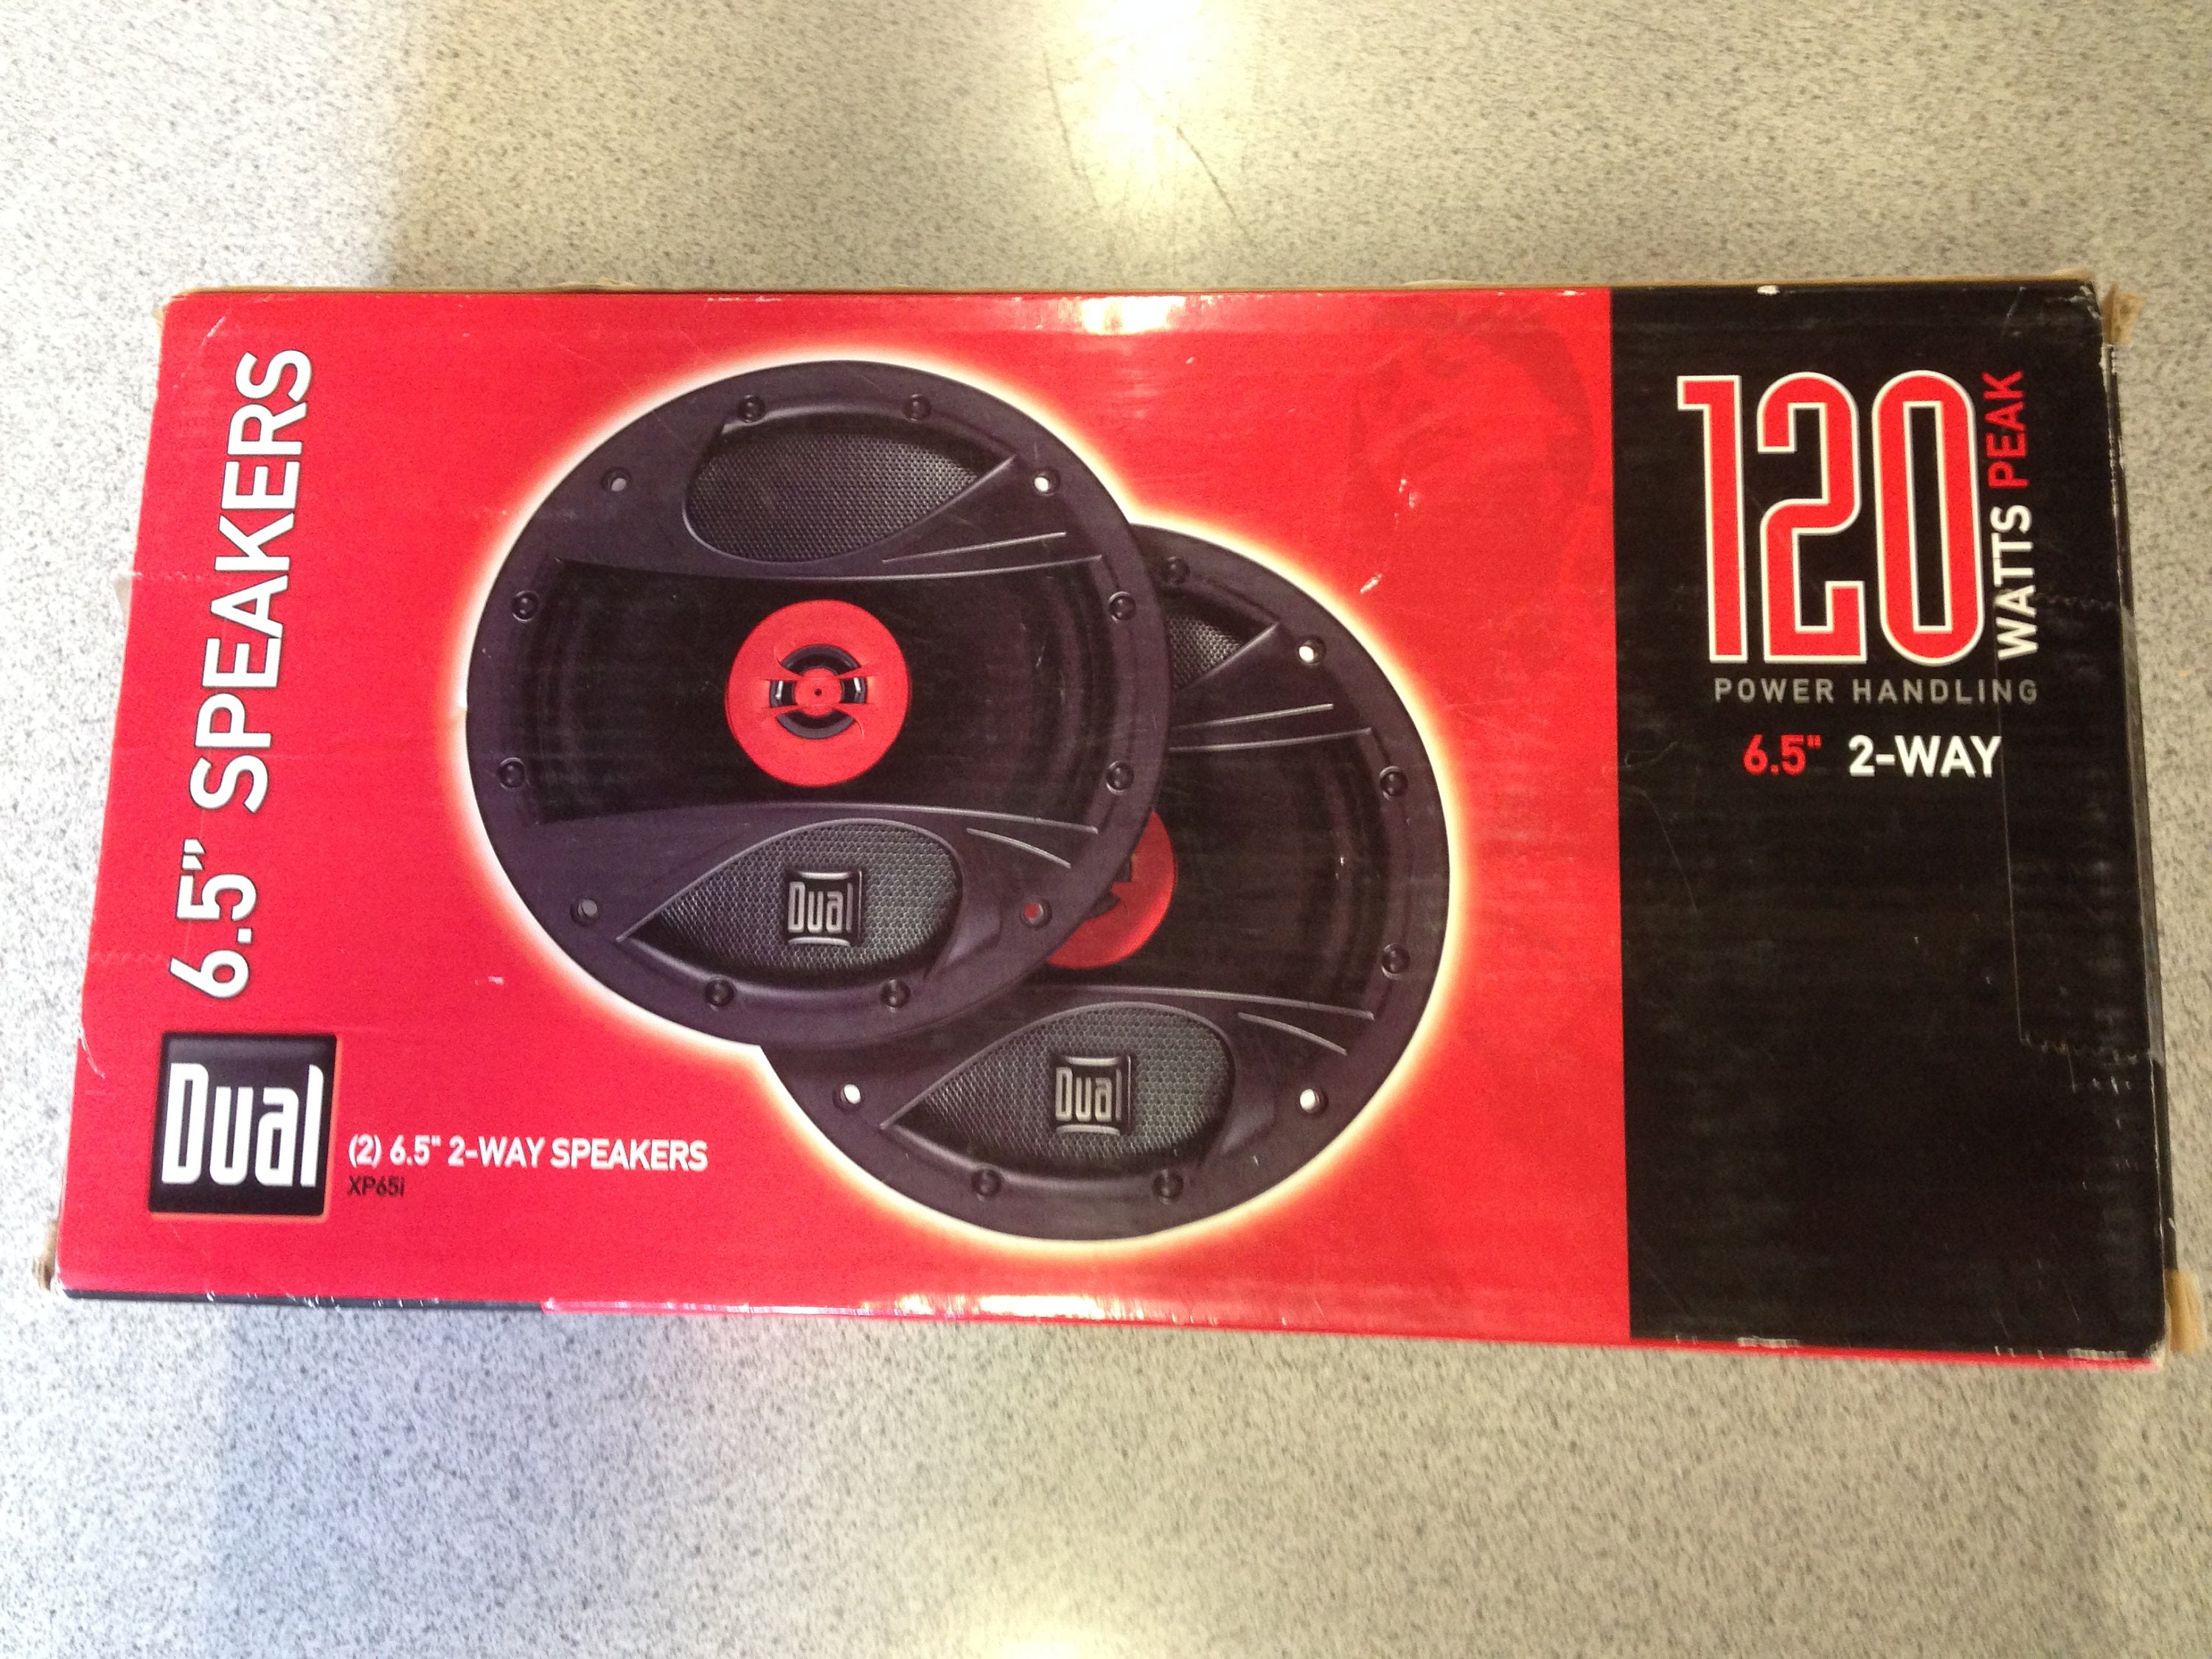 6.5" SPEAKERS
Dual
(2) 6.5" 2-WAY SPEAKERS
XP65i
Dual
Dual
120
WATTS PEAK
POWER HANDLING
6.5" 2-WAY